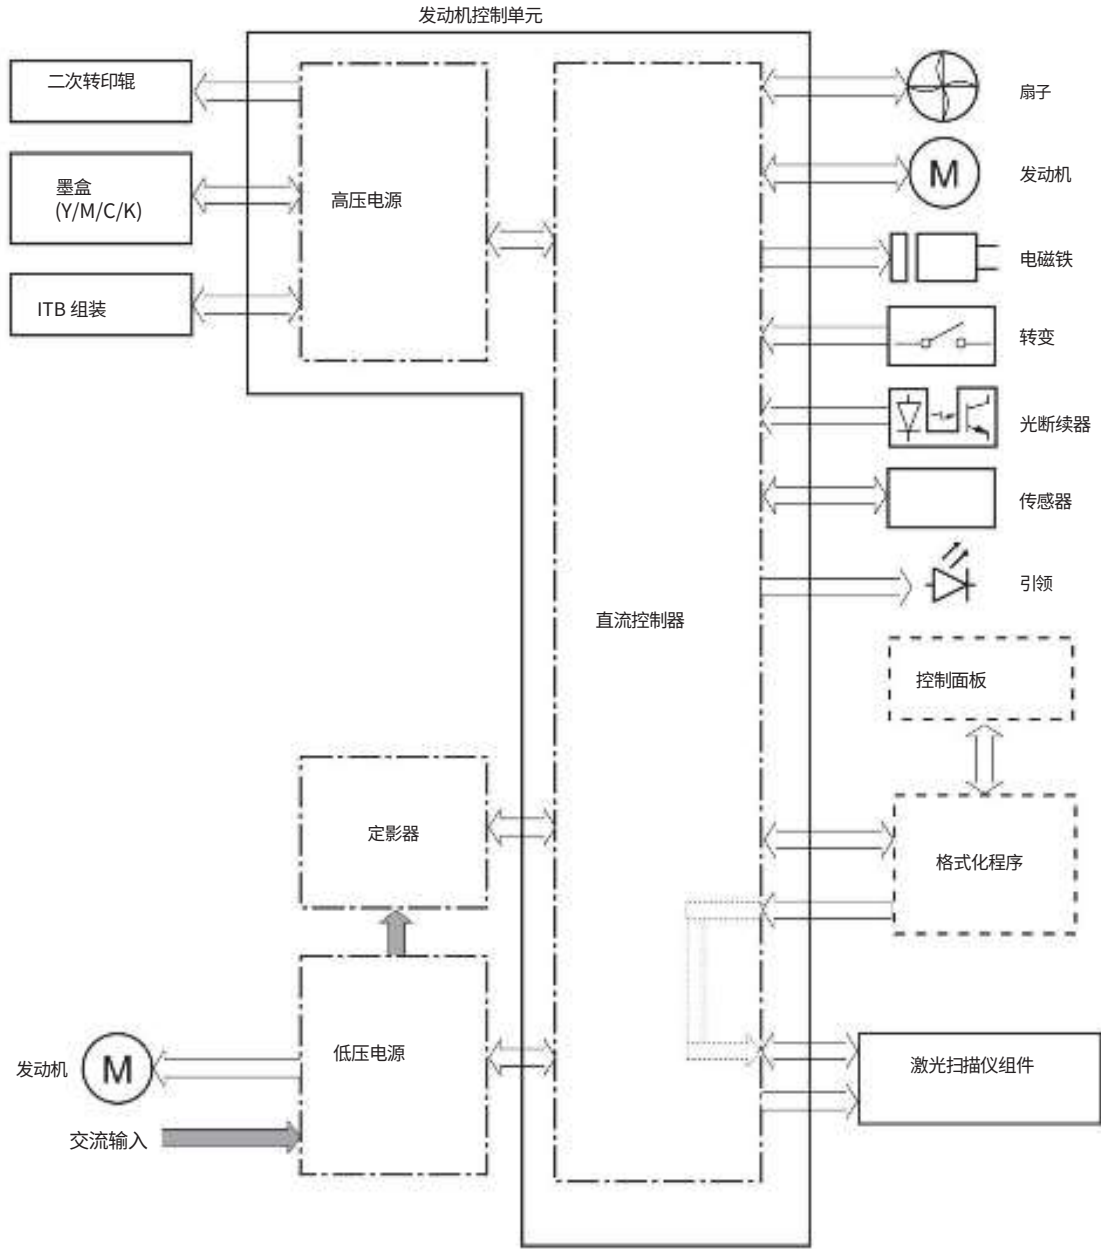 发动机控制单元
二次转印辊
扇子
墨盒
(Y/M/C/K)
高压电源
M
发动机
电磁铁
ITB 组装
转变
光断续器
传感器
引领
直流控制器
控制面板
定影器
格式化程序
低压电源
发动机
M
激光扫描仪组件
交流输入